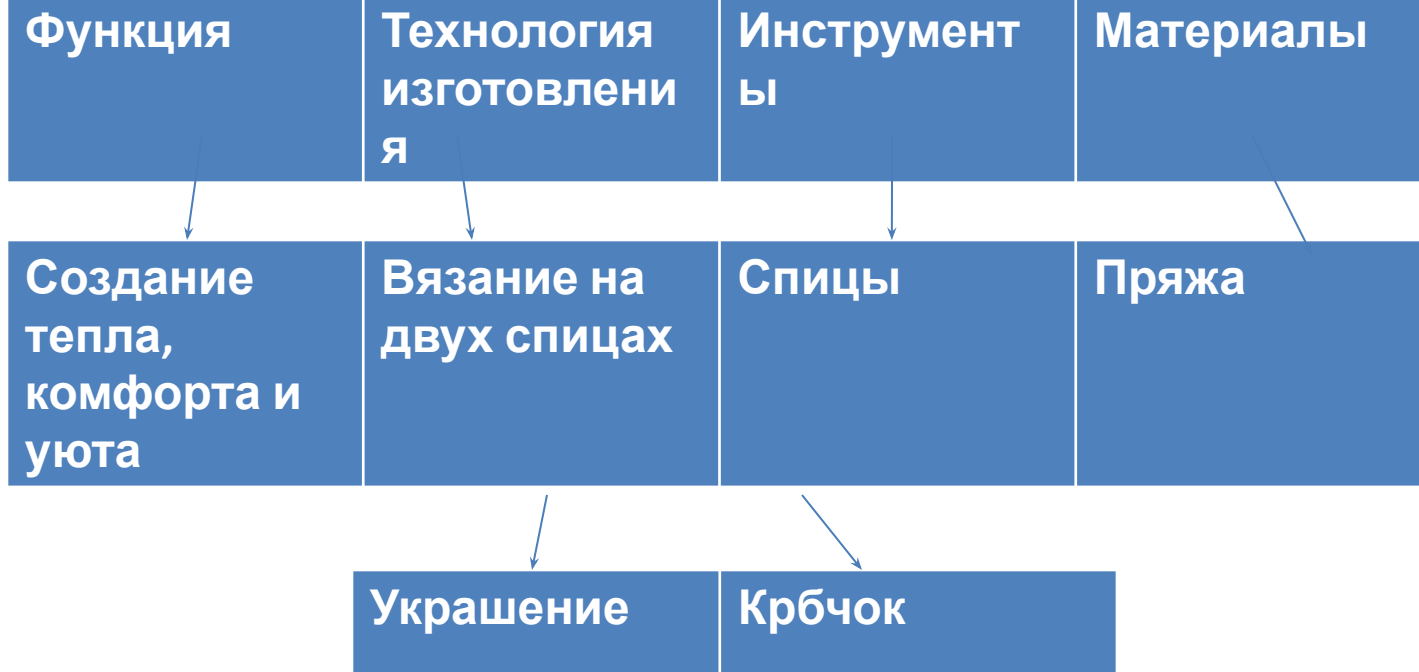 Функция
Технология
изготовлени
я
Инструмент
ы
Материалы
Создание
тепла,
комфорта и
уюта
Вязание на
двух спицах
Спицы
Пряжа
Украшение
Крбчок